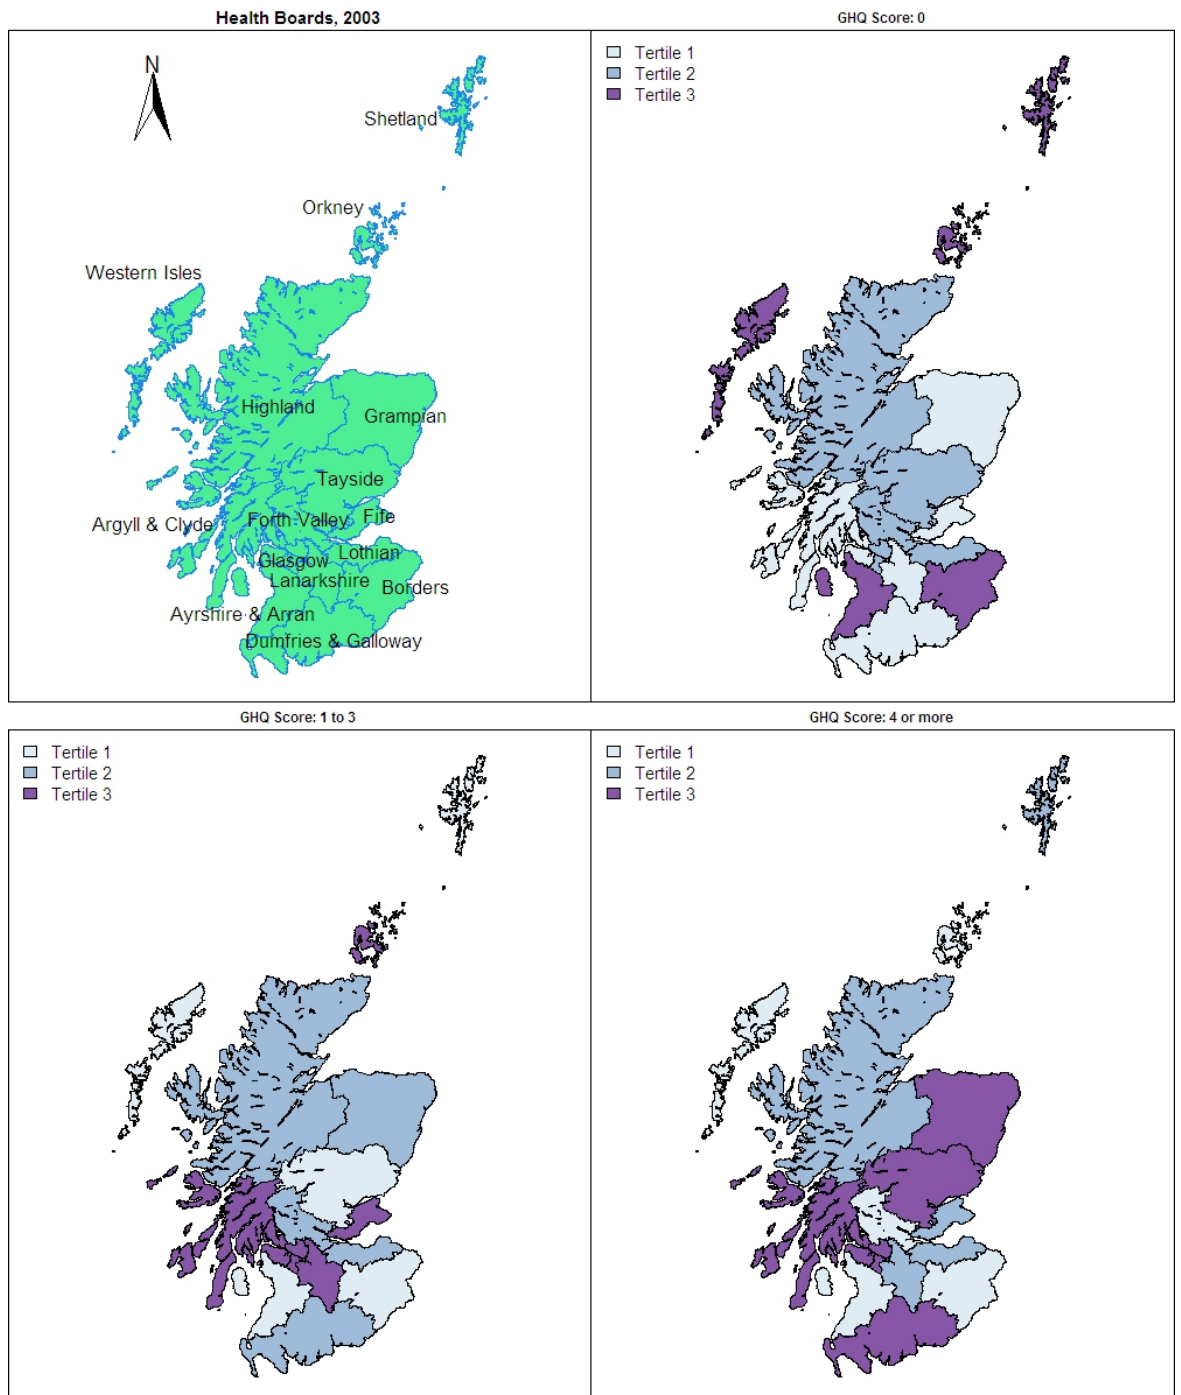 Health Boards, 2003
N
Shetland
Orkney
Western Isles
Highland
Grampian
Tayside
Argyll & Clyde
Forth Valley
Fife
Glasgow
Lothian
Lanarkshire
Borders
Ayrshire & Arran
Dumfries & Galloway
GHQ Score: 0
Tertile 1
Tertile 2
Tertile 3
GHQ Score: 1 to 3
Tertile 1
Tertile 2
Tertile 3
GHQ Score: 4 or more
Tertile 1
Tertile 2
Tertile 3